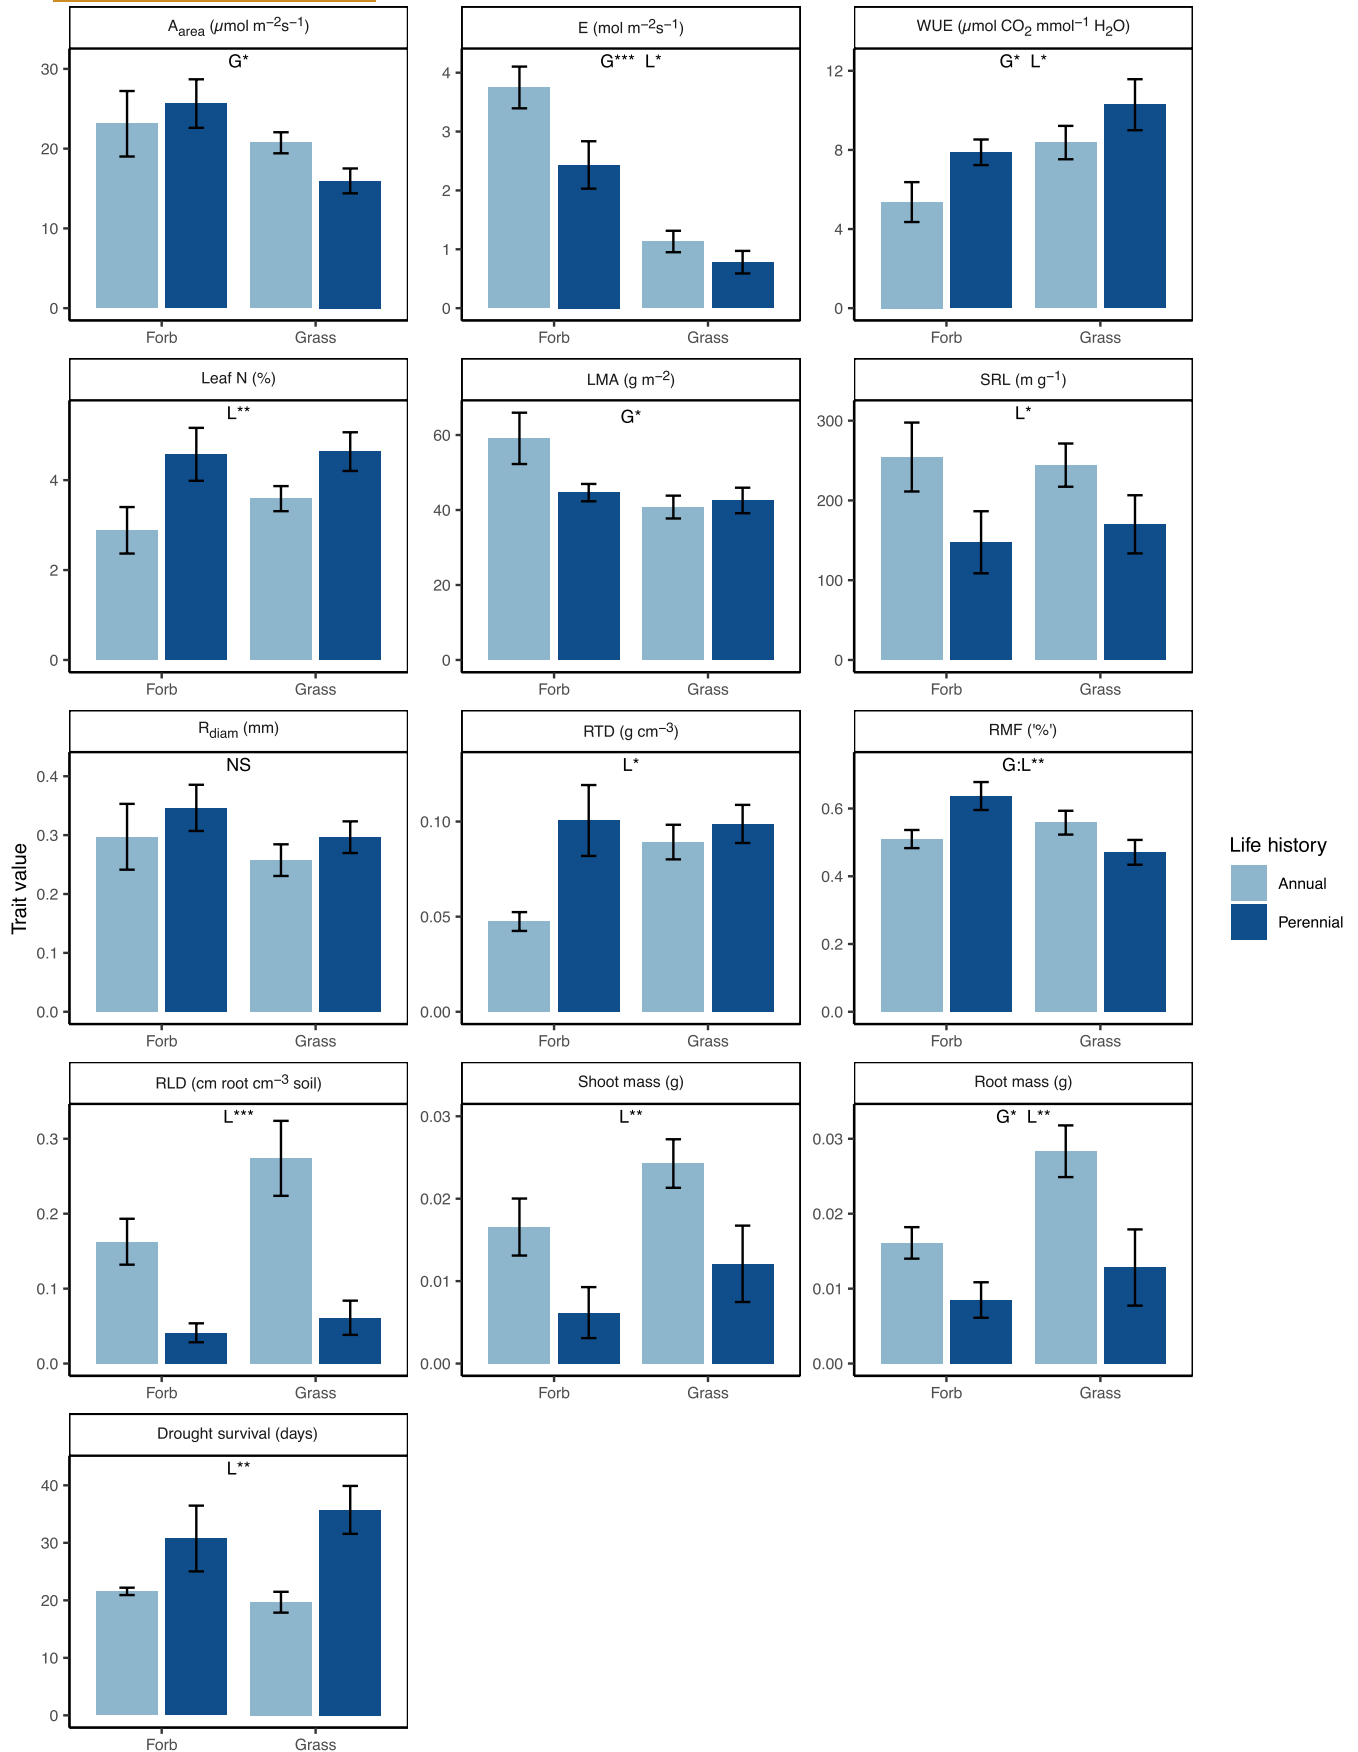 A_area (µmol m⁻²s⁻¹)
E (mol m⁻²s⁻¹)
WUE (µmol CO₂ mmol⁻¹ H₂O)
G*
G*** L*
G* L*
30
20
10
0
4
3
2
1
0
12
8
4
0
Forb
Grass
Forb
Grass
Forb
Grass
Leaf N (%)
LMA (g m⁻²)
SRL (m g⁻¹)
L**
G*
L*
4
2
0
60
40
20
0
300
200
100
0
Forb
Grass
Forb
Grass
Forb
Grass
R_diam (mm)
RTD (g cm⁻³)
RMF ('%')
NS
L*
G:L**
0.4
0.3
0.2
0.1
0.0
0.10
0.05
0.00
0.6
0.4
0.2
0.0
Forb
Grass
Forb
Grass
Forb
Grass
Trait value
Life history
Annual
Perennial
RLD (cm root cm⁻³ soil)
Shoot mass (g)
Root mass (g)
L***
L**
G* L**
0.3
0.2
0.1
0.0
0.03
0.02
0.01
0.00
0.03
0.02
0.01
0.00
Forb
Grass
Forb
Grass
Forb
Grass
Drought survival (days)
L**
40
30
20
10
0
Forb
Grass